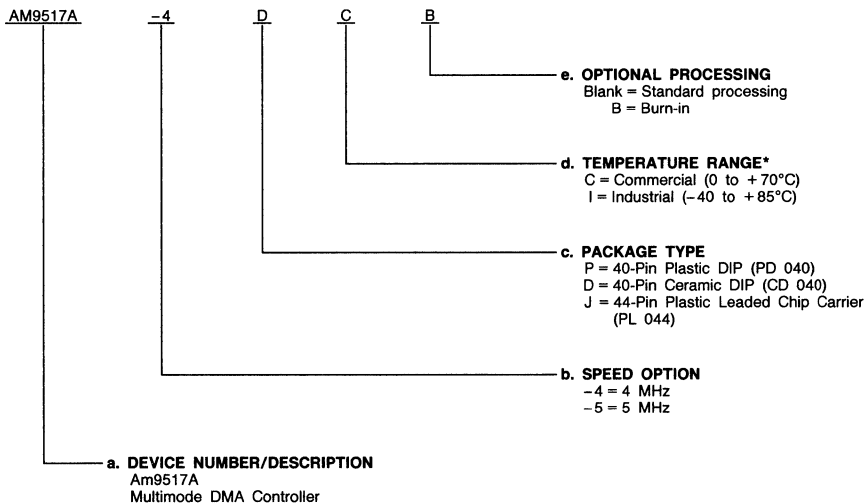 AM9517A -4 D C B
e. OPTIONAL PROCESSING
Blank = Standard processing
B = Burn-in
d. TEMPERATURE RANGE*
C = Commercial (0 to +70°C)
I = Industrial (-40 to +85°C)
c. PACKAGE TYPE
P = 40-Pin Plastic DIP (PD 040)
D = 40-Pin Ceramic DIP (CD 040)
J = 44-Pin Plastic Leaded Chip Carrier
(PL 044)
b. SPEED OPTION
-4 = 4 MHz
-5 = 5 MHz
a. DEVICE NUMBER/DESCRIPTION
Am9517A
Multimode DMA Controller